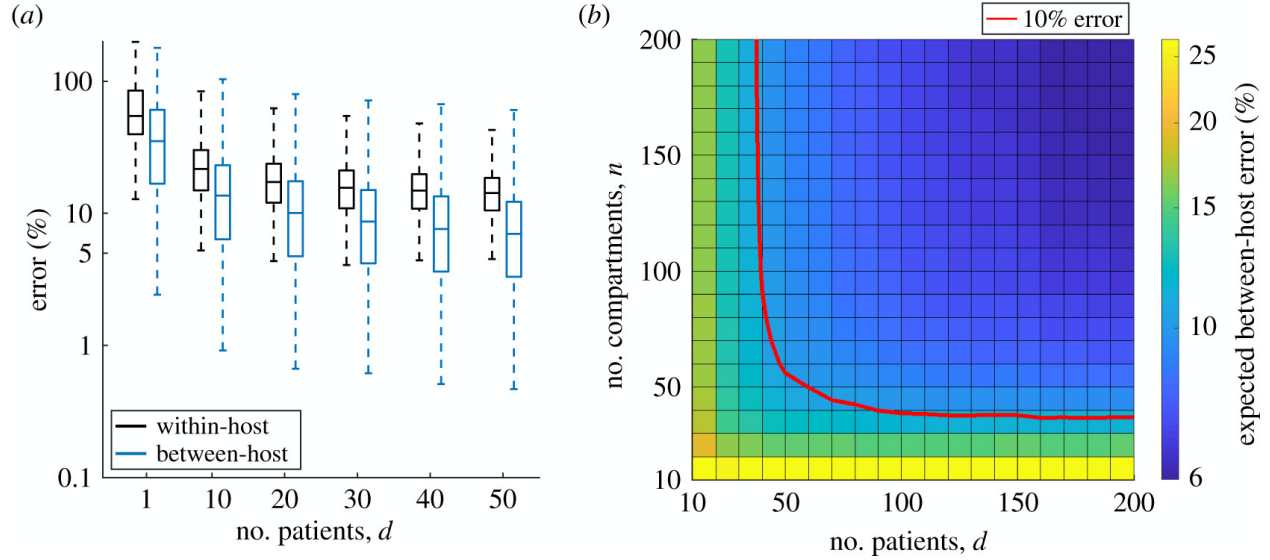 (a)
100
10
5
1
0.1
error (%)
within-host
between-host
1 10 20 30 40 50
no. patients, d
(b)
10% error
200
150
100
50
10
no. compartments, n
10 50 100 150 200
no. patients, d
25
20
15
10
6
expected between-host error (%)